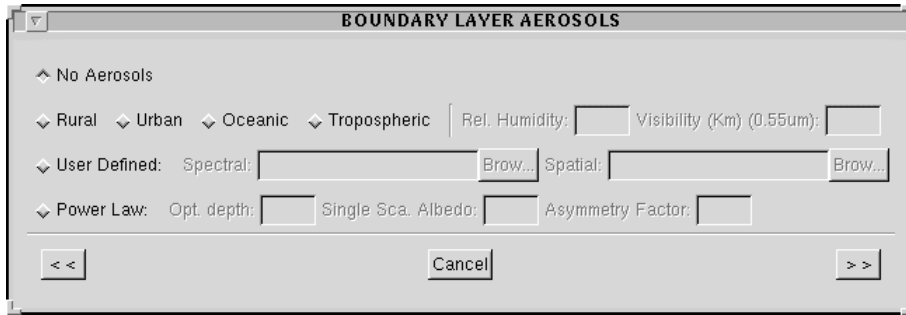 BOUNDARY LAYER AEROSOLS
No Aerosols
Rural Urban Oceanic Tropospheric Rel. Humidity: Visibility (Km) (0.55um):
User Defined: Spectral: Brow... Spatial: Brow...
Power Law: Opt. depth: Single Sca. Albedo: Asymmetry Factor:
<< Cancel >>